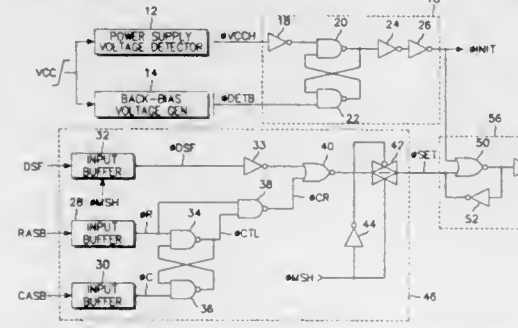 12
POWER SUPPLY
VOLTAGE DETECTOR
VCC
14
BACK-BIAS
VOLTAGE GEN
øVCCH
18
20
24
26
øINIT
øDETB
22
32
DSF
INPUT
BUFFER
øDSF
33
40
42
øSET
56
50
52
øMSH
28
RASB
INPUT
BUFFER
øR
34
38
øCR
øCTL
44
30
CASB
INPUT
BUFFER
øC
36
øMSH
46